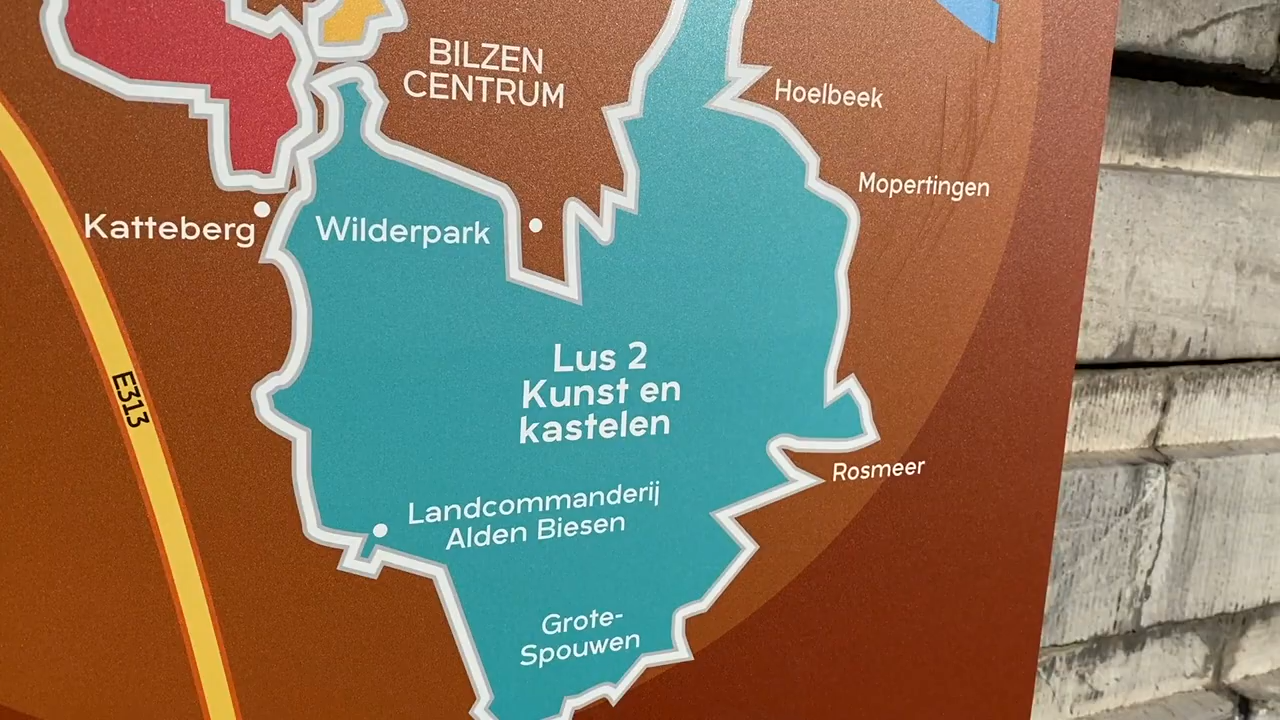 BILZEN
CENTRUM
Hoelbeek
Mopertingen
Katteberg
Wilderpark
Lus 2
Kunst en
kastelen
E313
Rosmeer
Landcommanderij
Alden Biesen
Grote-
Spouwen